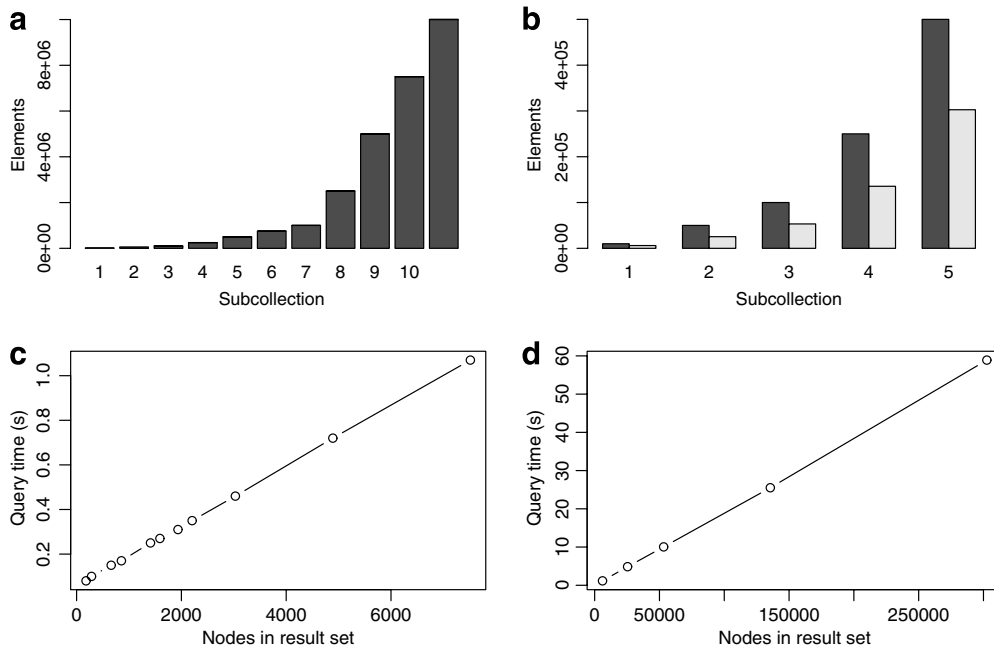 a
8e+06
4e+06
0e+00
Elements
1 2 3 4 5 6 7 8 9 10
Subcollection
b
4e+05
2e+05
0e+00
Elements
1 2 3 4 5
Subcollection
c
1.0
0.8
0.6
0.4
0.2
Query time (s)
0 2000 4000 6000
Nodes in result set
d
60
50
40
30
20
10
0
Query time (s)
0 50000 150000 250000
Nodes in result set